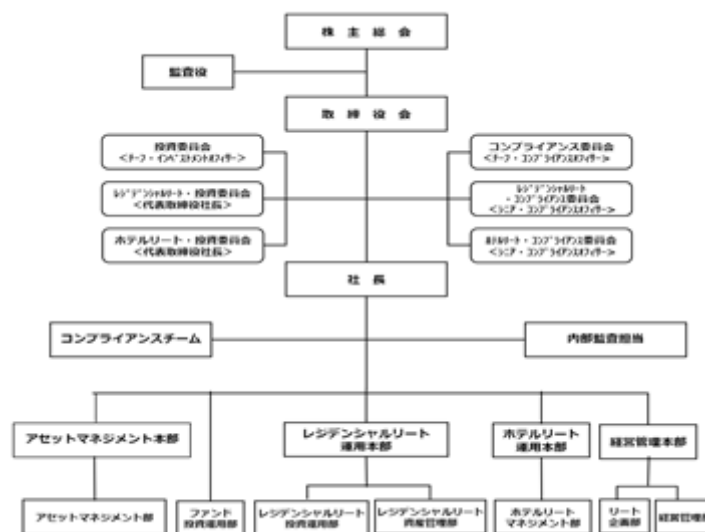 株主総会
監査役
取締役会
投資委員会
<チーフ・インベストメントオフィサー>
コンプライアンス委員会
<チーフ・コンプライアンスオフィサー>
レジデンシャルリート・投資委員会
<代表取締役社長>
レジデンシャルリート
・コンプライアンス委員会
<シニア・コンプライアンスオフィサー>
ホテルリート・投資委員会
<代表取締役社長>
ホテルリート・コンプライアンス委員会
<シニア・コンプライアンスオフィサー>
社長
コンプライアンスチーム
内部監査担当
アセットマネジメント本部
レジデンシャルリート
運用本部
ホテルリート
運用本部
経営管理本部
アセットマネジメント部
ファンド
投資運用部
レジデンシャルリート
投資運用部
レジデンシャルリート
資産管理部
ホテルリート
マネジメント部
リート
企画部
経営管理部